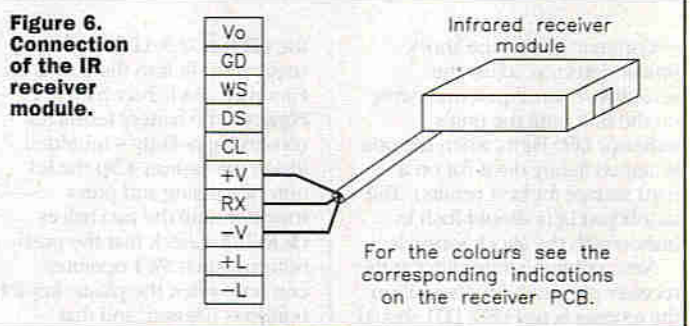 Figure 6.
Connection
of the IR
receiver
module.
Vo
GD
WS
DS
CL
+V
RX
−V
+L
−L
Infrared receiver
module
For the colours see the
corresponding indications
on the receiver PCB.